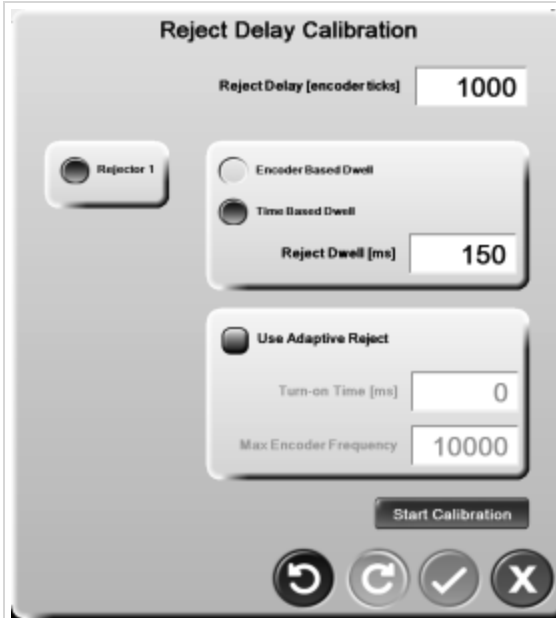 Reject Delay Calibration
Reject Delay [encoder ticks] 1000
Rejector 1
Encoder Based Dwell
Time Based Dwell
Reject Dwell [ms] 150
Use Adaptive Reject
Turn-on Time [ms] 0
Max Encoder Frequency 10000
Start Calibration